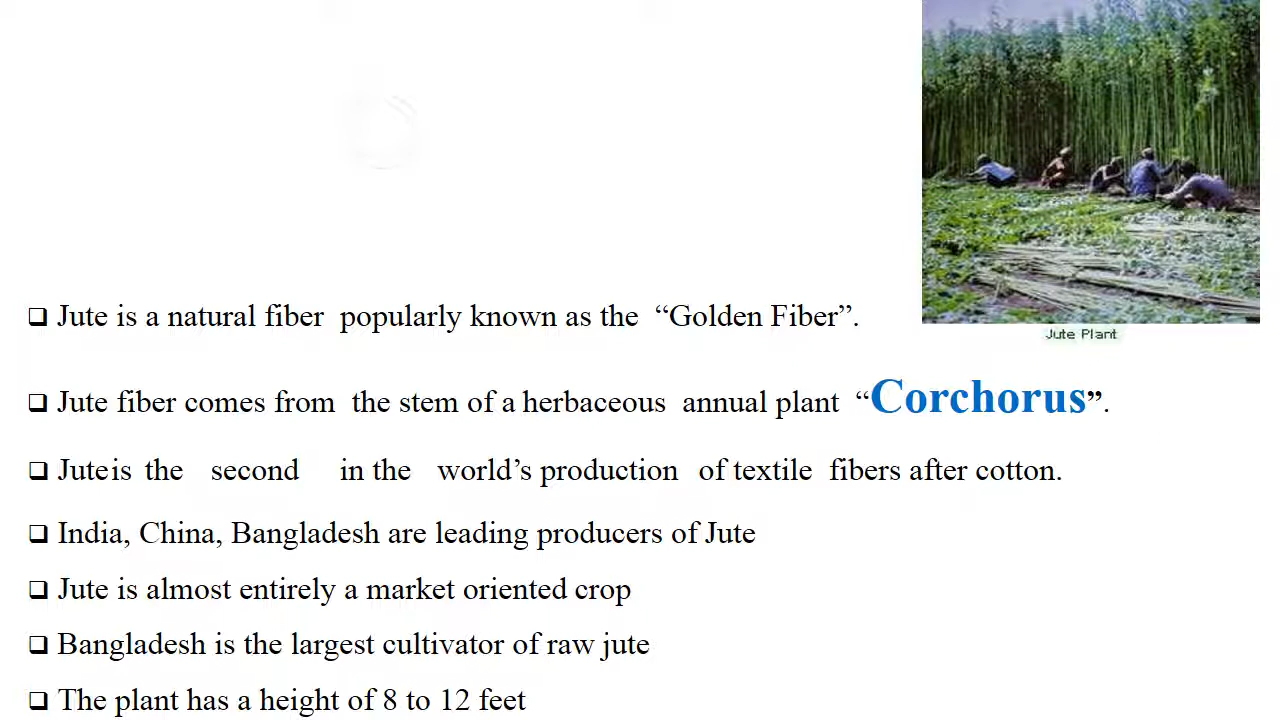 Jute Plant
❑ Jute is a natural fiber popularly known as the “Golden Fiber”.
❑ Jute fiber comes from the stem of a herbaceous annual plant “Corchorus”.
❑ Jute is the second in the world’s production of textile fibers after cotton.
❑ India, China, Bangladesh are leading producers of Jute
❑ Jute is almost entirely a market oriented crop
❑ Bangladesh is the largest cultivator of raw jute
❑ The plant has a height of 8 to 12 feet